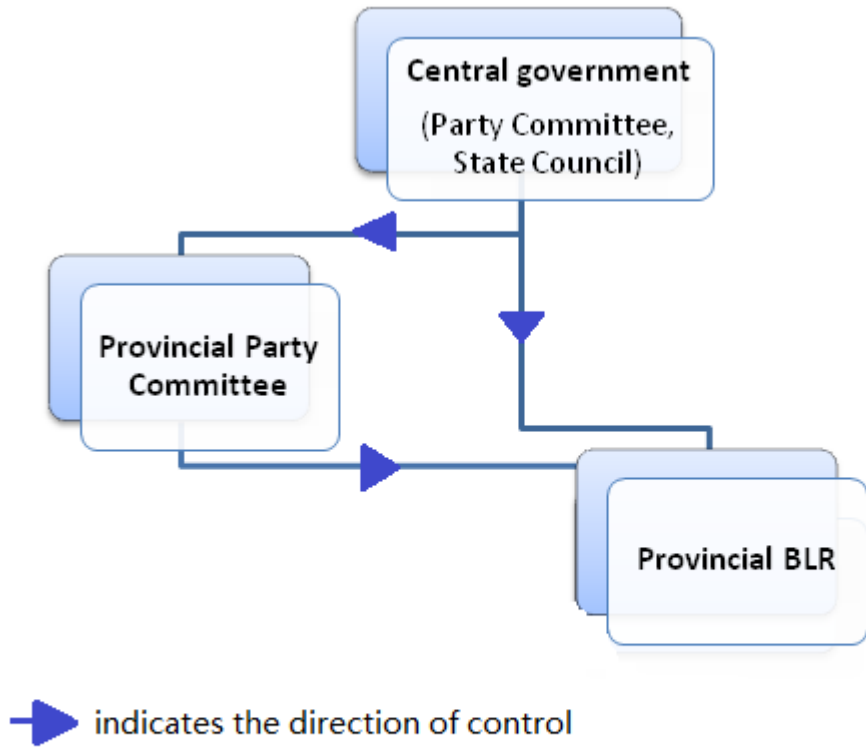 Central government
(Party Committee,
State Council)
Provincial Party
Committee
Provincial BLR
indicates the direction of control